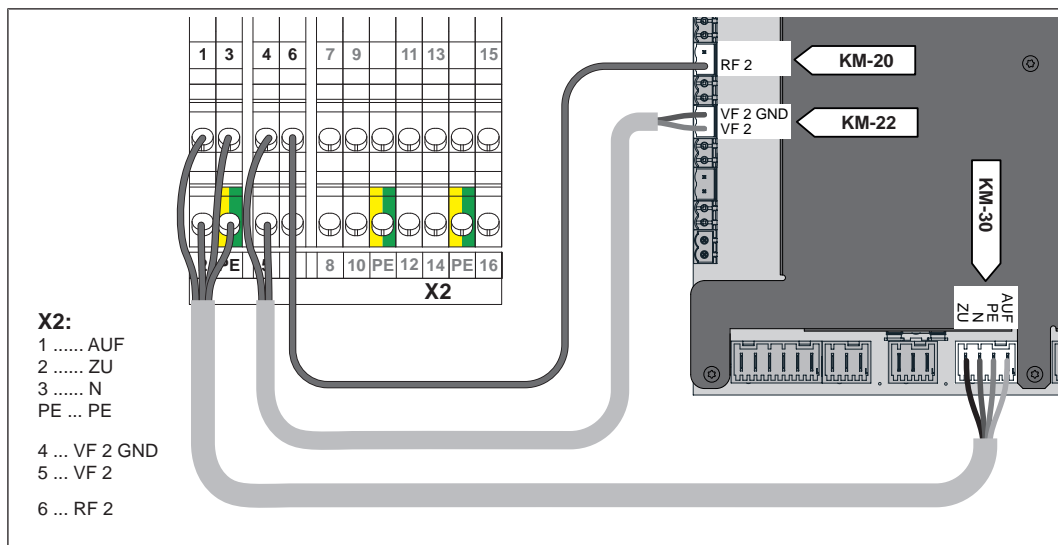 1 3 4 6 7 9 11 13 15
RF 2
KM-20
VF 2 GND
VF 2
KM-22
KM-30
AUF
PE
N
ZU
PE 5 8 10 PE 12 14 PE 16
X2
X2:
1 ...... AUF
2 ...... ZU
3 ...... N
PE ... PE
4 ... VF 2 GND
5 ... VF 2
6 ... RF 2